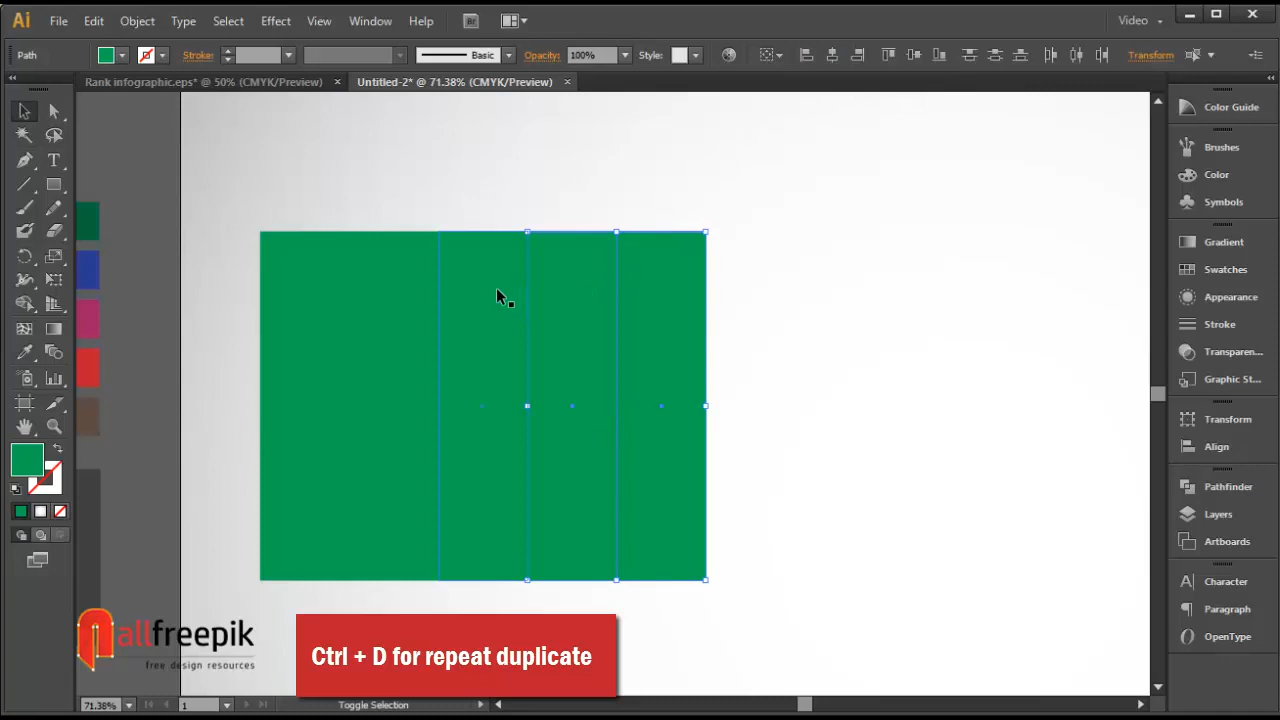 Ai File Edit Object Type Select Effect View Window Help Br Video
Path Stroke: Basic Opacity: 100% Style: Transform
Rank infographic.eps* @ 50% (CMYK/Preview) × Untitled-2* @ 71.38% (CMYK/Preview) ×
Color Guide
Brushes
Color
Symbols
Gradient
Swatches
Appearance
Stroke
Transparen...
Graphic St...
Transform
Align
Pathfinder
Layers
Artboards
Character
Paragraph
OpenType
allfreepik
free design resources
Ctrl + D for repeat duplicate
71.38% 1 Toggle Selection